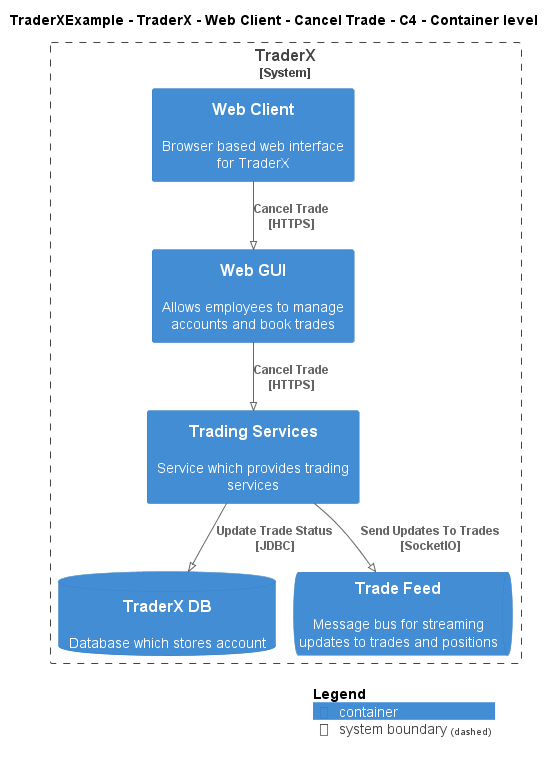 TraderXExample - TraderX - Web Client - Cancel Trade - C4 - Container level
TraderX
[System]
Web Client
Browser based web interface
for TraderX
Cancel Trade
[HTTPS]
Web GUI
Allows employees to manage
accounts and book trades
Cancel Trade
[HTTPS]
Trading Services
Service which provides trading
services
Update Trade Status
[JDBC]
Send Updates To Trades
[SocketIO]
TraderX DB
Database which stores account
Trade Feed
Message bus for streaming
updates to trades and positions
Legend
container
system boundary (dashed)